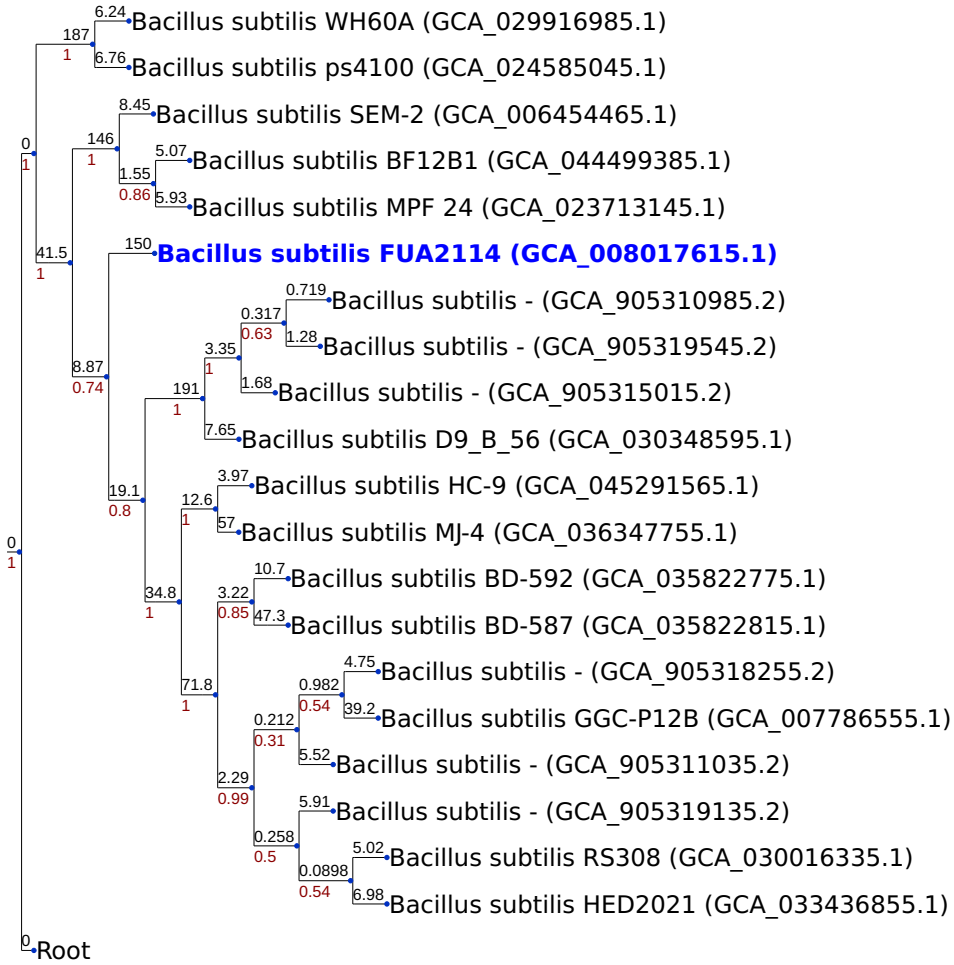 6.24
Bacillus subtilis WH60A (GCA_029916985.1)
187
1
6.76
Bacillus subtilis ps4100 (GCA_024585045.1)
8.45
Bacillus subtilis SEM-2 (GCA_006454465.1)
0
1
146
1
5.07
Bacillus subtilis BF12B1 (GCA_044499385.1)
1.55
0.86
5.93
Bacillus subtilis MPF 24 (GCA_023713145.1)
41.5
1
150
Bacillus subtilis FUA2114 (GCA_008017615.1)
0.719
Bacillus subtilis - (GCA_905310985.2)
0.317
0.63
1.28
Bacillus subtilis - (GCA_905319545.2)
3.35
1
8.87
0.74
1.68
Bacillus subtilis - (GCA_905315015.2)
191
1
7.65
Bacillus subtilis D9_B_56 (GCA_030348595.1)
3.97
Bacillus subtilis HC-9 (GCA_045291565.1)
19.1
0.8
12.6
1
57
Bacillus subtilis MJ-4 (GCA_036347755.1)
0
1
10.7
Bacillus subtilis BD-592 (GCA_035822775.1)
34.8
1
3.22
0.85
47.3
Bacillus subtilis BD-587 (GCA_035822815.1)
4.75
Bacillus subtilis - (GCA_905318255.2)
71.8
1
0.982
0.54
39.2
Bacillus subtilis GGC-P12B (GCA_007786555.1)
0.212
0.31
5.52
Bacillus subtilis - (GCA_905311035.2)
2.29
0.99
5.91
Bacillus subtilis - (GCA_905319135.2)
0.258
0.5
5.02
Bacillus subtilis RS308 (GCA_030016335.1)
0.0898
0.54
6.98
Bacillus subtilis HED2021 (GCA_033436855.1)
0
Root